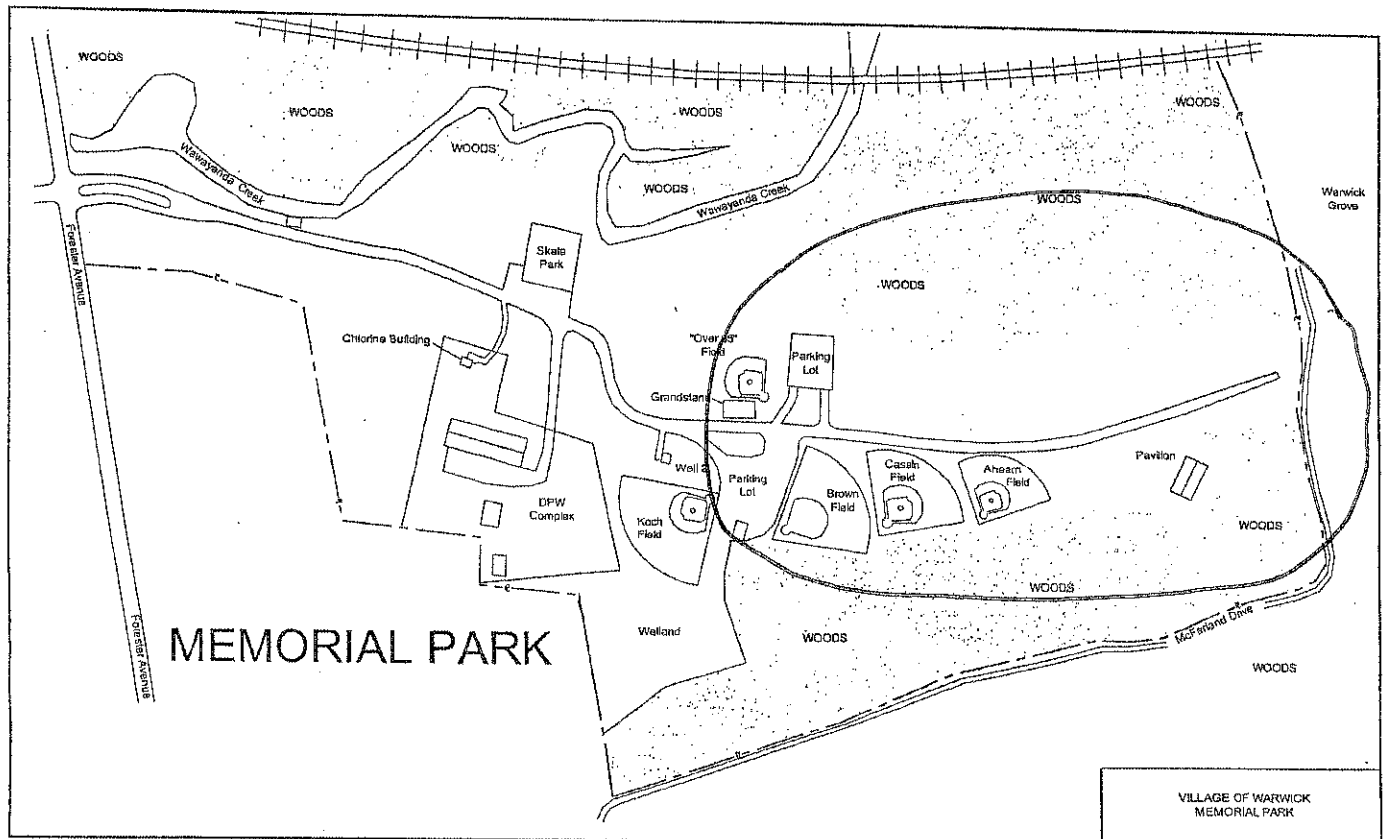 WOODS
WOODS
WOODS
WOODS
WOODS
WOODS
Wawayanda Creek
Wawayanda Creek
WOODS
Warwick
Grove
WOODS
Forester Avenue
Skate
Park
Chlorine Building
"Over
Field
Parking
Lot
Grandstand
Well 2
Parking
Lot
Koch
Field
Brown
Field
Cassin
Field
Ahearn
Field
Pavilion
DPW
Complex
WOODS
WOODS
Wetland
WOODS
McFarland Drive
WOODS
Forester Avenue
MEMORIAL PARK
VILLAGE OF WARWICK
MEMORIAL PARK